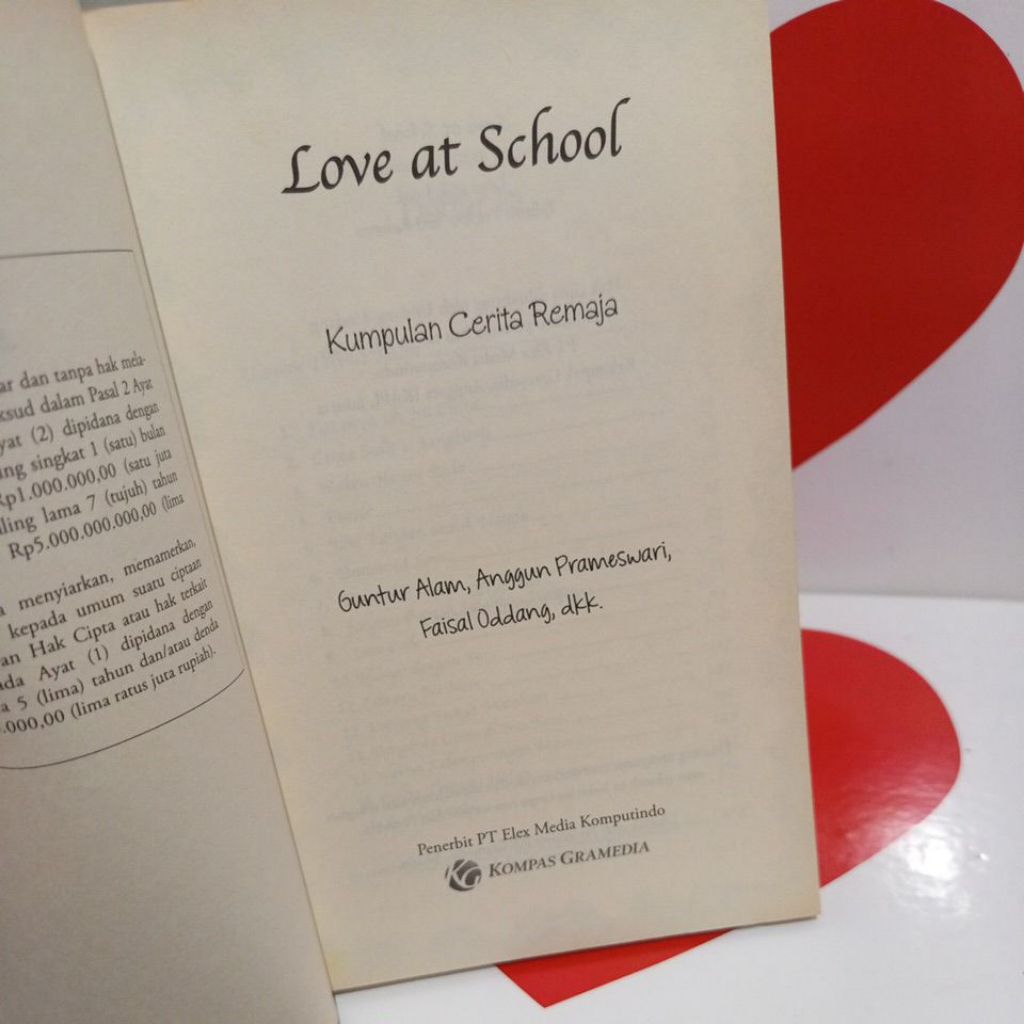 ar dan tanpa hak mela-
ksud dalam Pasal 2 Ayat
yat (2) dipidana dengan
ing singkat 1 (satu) bulan
Rp1.000.000,00 (satu juta
ling lama 7 (tujuh) tahun
Rp5.000.000.000,00 (lima
menyiarkan, memamerkan,
kepada umum suatu ciptaan
an Hak Cipta atau hak terkait
ada Ayat (1) dipidana dengan
a 5 (lima) tahun dan/atau denda
.000,00 (lima ratus juta rupiah).
Love at School
Kumpulan Cerita Remaja
Guntur Alam, Anggun Prameswari,
Faisal Oddang, dkk.
Penerbit PT Elex Media Komputindo
KG KOMPAS GRAMEDIA